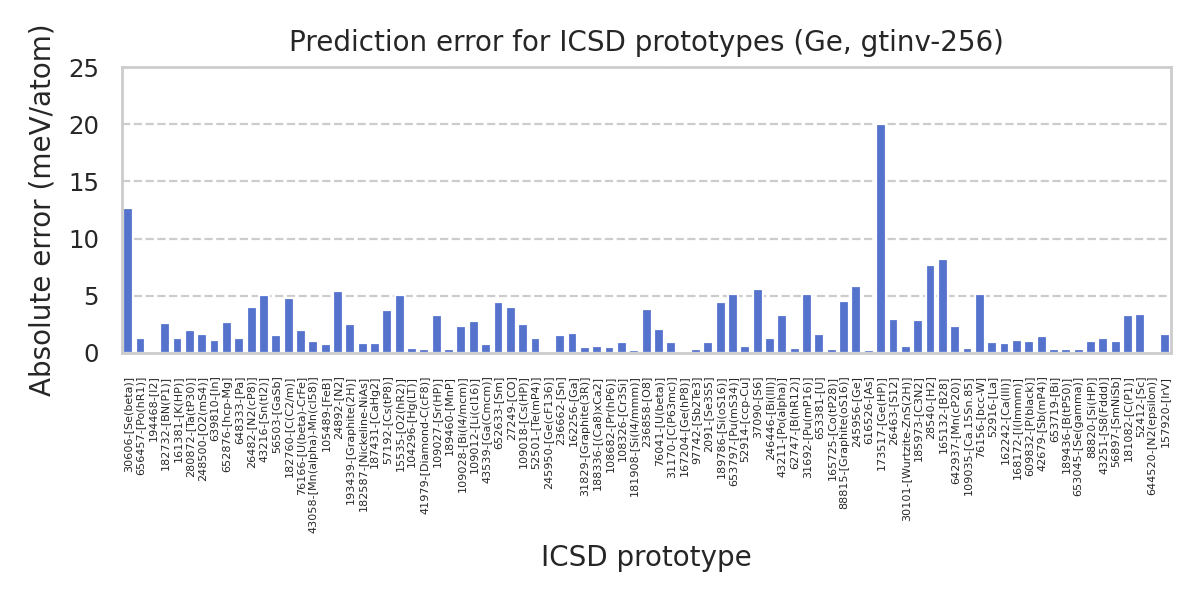 Prediction error for ICSD prototypes (Ge, gtinv-256)
Absolute error (meV/atom)
25
20
15
10
5
0
30606-[Se(beta)]
656457-[Po(hR1)]
194468-[I2]
182732-[BN(P1)]
161381-[K(HP)]
280872-[Ta(tP30)]
248500-[O2(mS4)]
639810-[In]
652876-[hcp-Mg]
648333-[Pa]
26482-[N2(cP8)]
43216-[Sn(tI2)]
56503-[GaSb]
182760-[C(C2/m)]
76166-[U(beta)-CrFe]
43058-[Mn(alpha)-Mn(cI58)]
105489-[FeB]
24892-[N2]
193439-[Graphite(2H)]
182587-[Nickeline-NiAs]
187431-[CaHg2]
57192-[Cs(tP8)]
15535-[O2(hR2)]
104296-[Hg(LT)]
41979-[Diamond-C(cF8)]
109027-[Sr(HP)]
189460-[MnP]
109028-[Bi(I4/mcm)]
109012-[Li(cI16)]
43539-[Ga(Cmcm)]
652633-[Sm]
27249-[CO]
109018-[Cs(HP)]
52501-[Te(mP4)]
245950-[Ge(cF136)]
236662-[Sn]
162256-[Ga]
31829-[Graphite(3R)]
188336-[(Ca8)xCa2]
108682-[Pr(hP6)]
108326-[Cr3Si]
181908-[Si(I4/mmm)]
236858-[O8]
76041-[U(beta)]
31170-[C(P63mc)]
167204-[Ge(hP8)]
97742-[Sb2Te3]
2091-[Se3S5]
189786-[Si(oS16)]
653797-[Pu(mS34)]
52914-[ccp-Cu]
37090-[S6]
246446-[Bi(III)]
43211-[Po(alpha)]
62747-[B(hR12)]
31692-[Pu(mP16)]
653381-[U]
165725-[Co(tP28)]
88815-[Graphite(oS16)]
245956-[Ge]
616526-[As]
173517-[Ge(HP)]
26463-[S12]
185973-[C3N2]
30101-[Wurtzite-ZnS(2H)]
28540-[H2]
165132-[B28]
642937-[Mn(cP20)]
109035-[Ca.15Sn.85]
76156-[bcc-W]
52916-[La]
162242-[Ca(III)]
168172-[I(Immm)]
609832-[P(black)]
42679-[Sb(mP4)]
653719-[Bi]
189436-[B(tP50)]
653045-[Se(gamma)]
88820-[Si(HP)]
43251-[S8(Fddd)]
56897-[SmNiSb]
181082-[C(P1)]
52412-[Sc]
644520-[N2(epsilon)]
157920-[IrV]
ICSD prototype